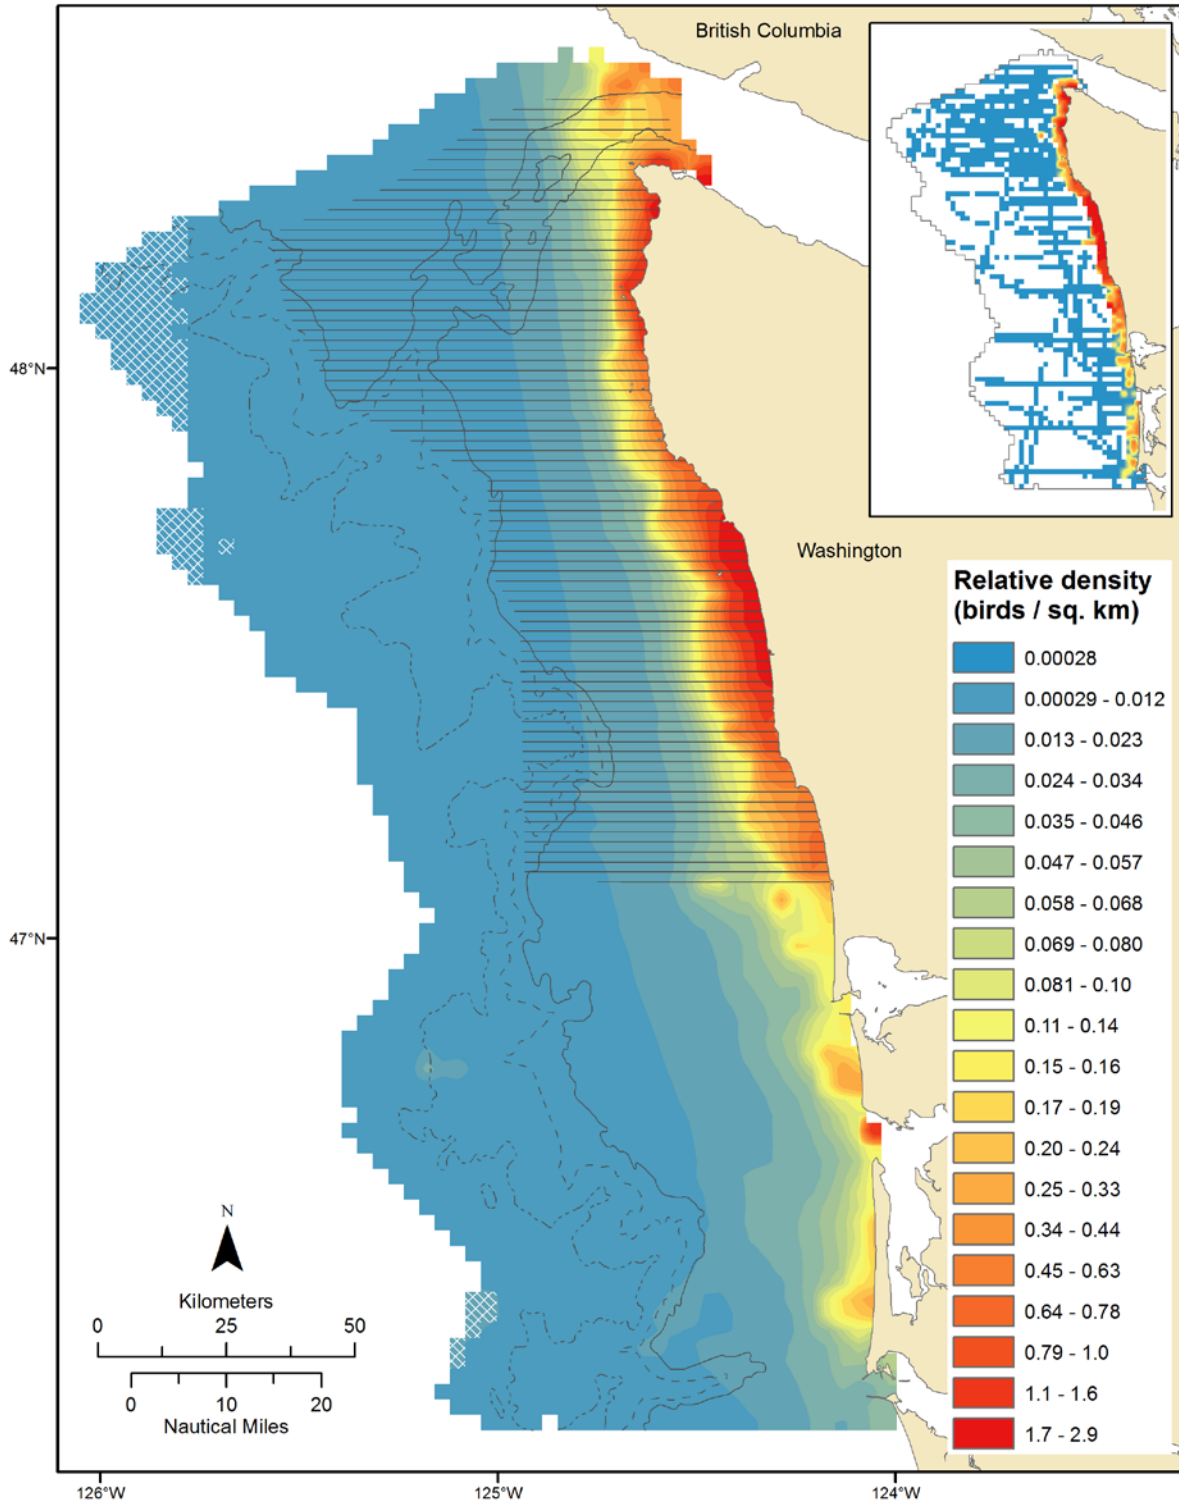 British Columbia
48°N
Washington
Relative density
(birds / sq. km)
0.00028
0.00029 - 0.012
0.013 - 0.023
0.024 - 0.034
0.035 - 0.046
0.047 - 0.057
0.058 - 0.068
0.069 - 0.080
0.081 - 0.10
0.11 - 0.14
0.15 - 0.16
0.17 - 0.19
0.20 - 0.24
0.25 - 0.33
0.34 - 0.44
0.45 - 0.63
0.64 - 0.78
0.79 - 1.0
1.1 - 1.6
1.7 - 2.9
47°N
N
Kilometers
0 25 50
0 10 20
Nautical Miles
126°W 125°W 124°W